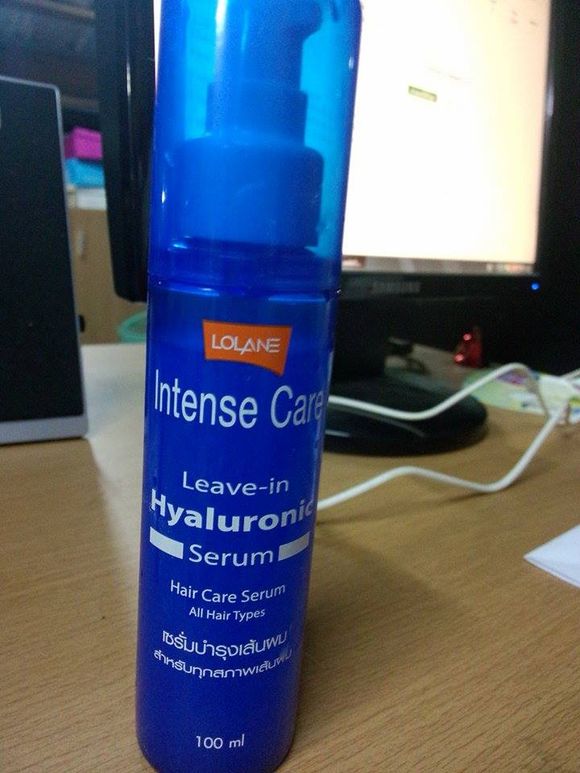 LOLANE
Intense Care
Leave-in
Hyaluronic
Serum
Hair Care Serum
All Hair Types
เซรั่มบำรุงเส้นผม
สำหรับทุกสภาพเส้นผม
100 ml
SAMSUNG